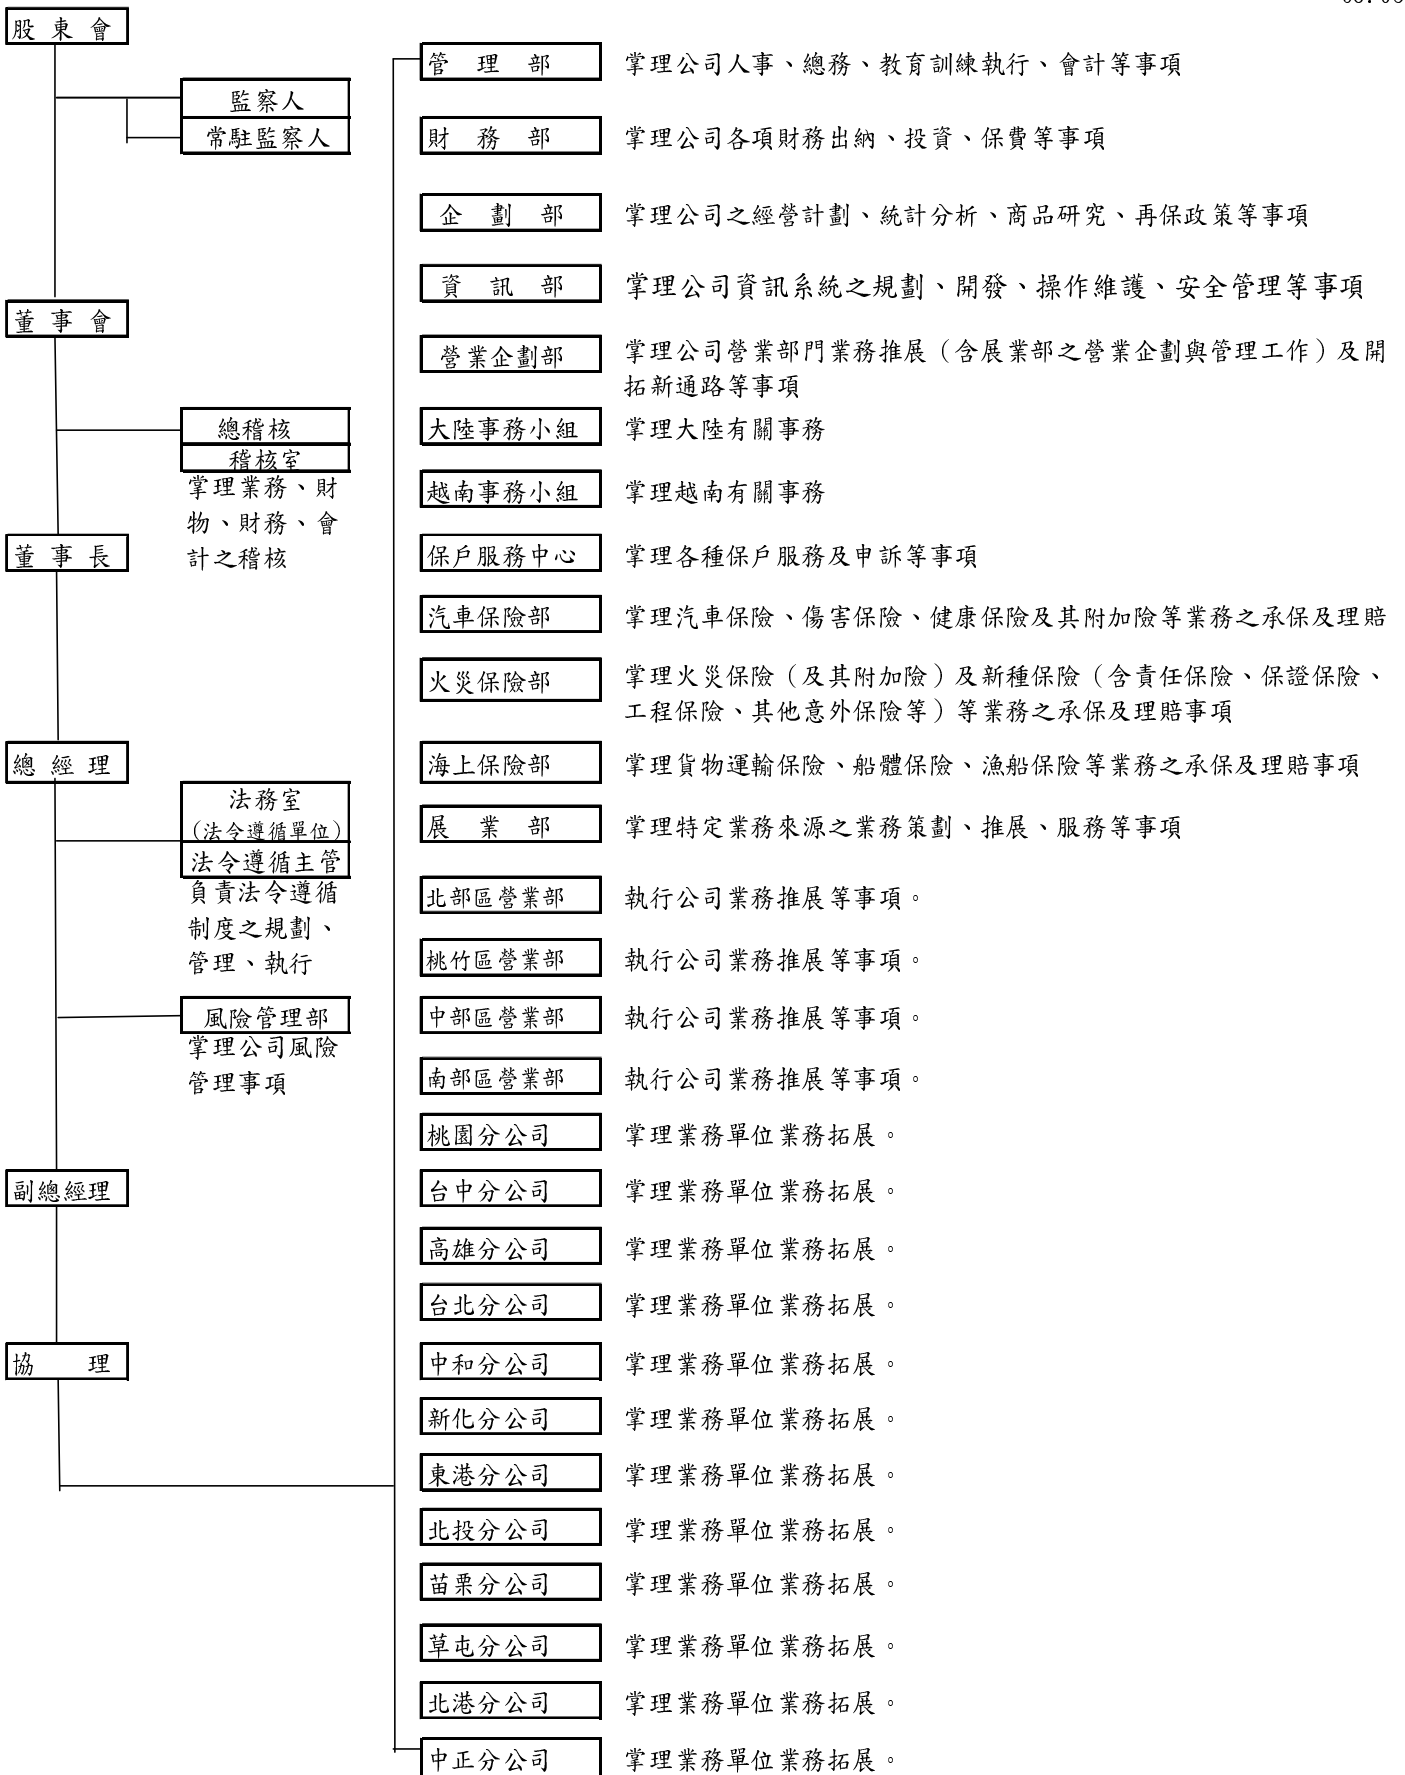 股東會
監察人
常駐監察人
董事會
總稽核
稽核室
掌理業務、財
物、財務、會
計之稽核
董事長
總經理
法務室
(法令遵循單位)
法令遵循主管
負責法令遵循
制度之規劃、
管理、執行
風險管理部
掌理公司風險
管理事項
副總經理
協 理
管 理 部 掌理公司人事、總務、教育訓練執行、會計等事項
財 務 部 掌理公司各項財務出納、投資、保費等事項
企 劃 部 掌理公司之經營計劃、統計分析、商品研究、再保政策等事項
資 訊 部 掌理公司資訊系統之規劃、開發、操作維護、安全管理等事項
營業企劃部 掌理公司營業部門業務推展（含展業部之營業企劃與管理工作）及開
拓新通路等事項
大陸事務小組 掌理大陸有關事務
越南事務小組 掌理越南有關事務
保戶服務中心 掌理各種保戶服務及申訴等事項
汽車保險部 掌理汽車保險、傷害保險、健康保險及其附加險等業務之承保及理賠
火災保險部 掌理火災保險（及其附加險）及新種保險（含責任保險、保證保險、
工程保險、其他意外保險等）等業務之承保及理賠事項
海上保險部 掌理貨物運輸保險、船體保險、漁船保險等業務之承保及理賠事項
展 業 部 掌理特定業務來源之業務策劃、推展、服務等事項
北部區營業部 執行公司業務推展等事項。
桃竹區營業部 執行公司業務推展等事項。
中部區營業部 執行公司業務推展等事項。
南部區營業部 執行公司業務推展等事項。
桃園分公司 掌理業務單位業務拓展。
台中分公司 掌理業務單位業務拓展。
高雄分公司 掌理業務單位業務拓展。
台北分公司 掌理業務單位業務拓展。
中和分公司 掌理業務單位業務拓展。
新化分公司 掌理業務單位業務拓展。
東港分公司 掌理業務單位業務拓展。
北投分公司 掌理業務單位業務拓展。
苗栗分公司 掌理業務單位業務拓展。
草屯分公司 掌理業務單位業務拓展。
北港分公司 掌理業務單位業務拓展。
中正分公司 掌理業務單位業務拓展。